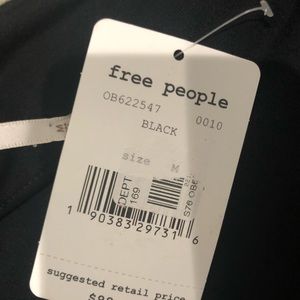 free people
OB622547 0010
BLACK
size M
DEPT
169
1 90383 29731 6
suggested retail price